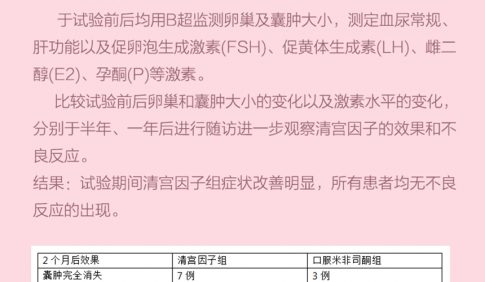 于试验前后均用B超监测卵巢及囊肿大小，测定血尿常规、
肝功能以及促卵泡生成激素(FSH)、促黄体生成素(LH)、雌二
醇(E2)、孕酮(P)等激素。
比较试验前后卵巢和囊肿大小的变化以及激素水平的变化，
分别于半年、一年后进行随访进一步观察清宫因子的效果和不
良反应。
结果：试验期间清宫因子组症状改善明显，所有患者均无不良
反应的出现。
2个月后效果 清宫因子组 口服米非司酮组
囊肿完全消失 7例 3例